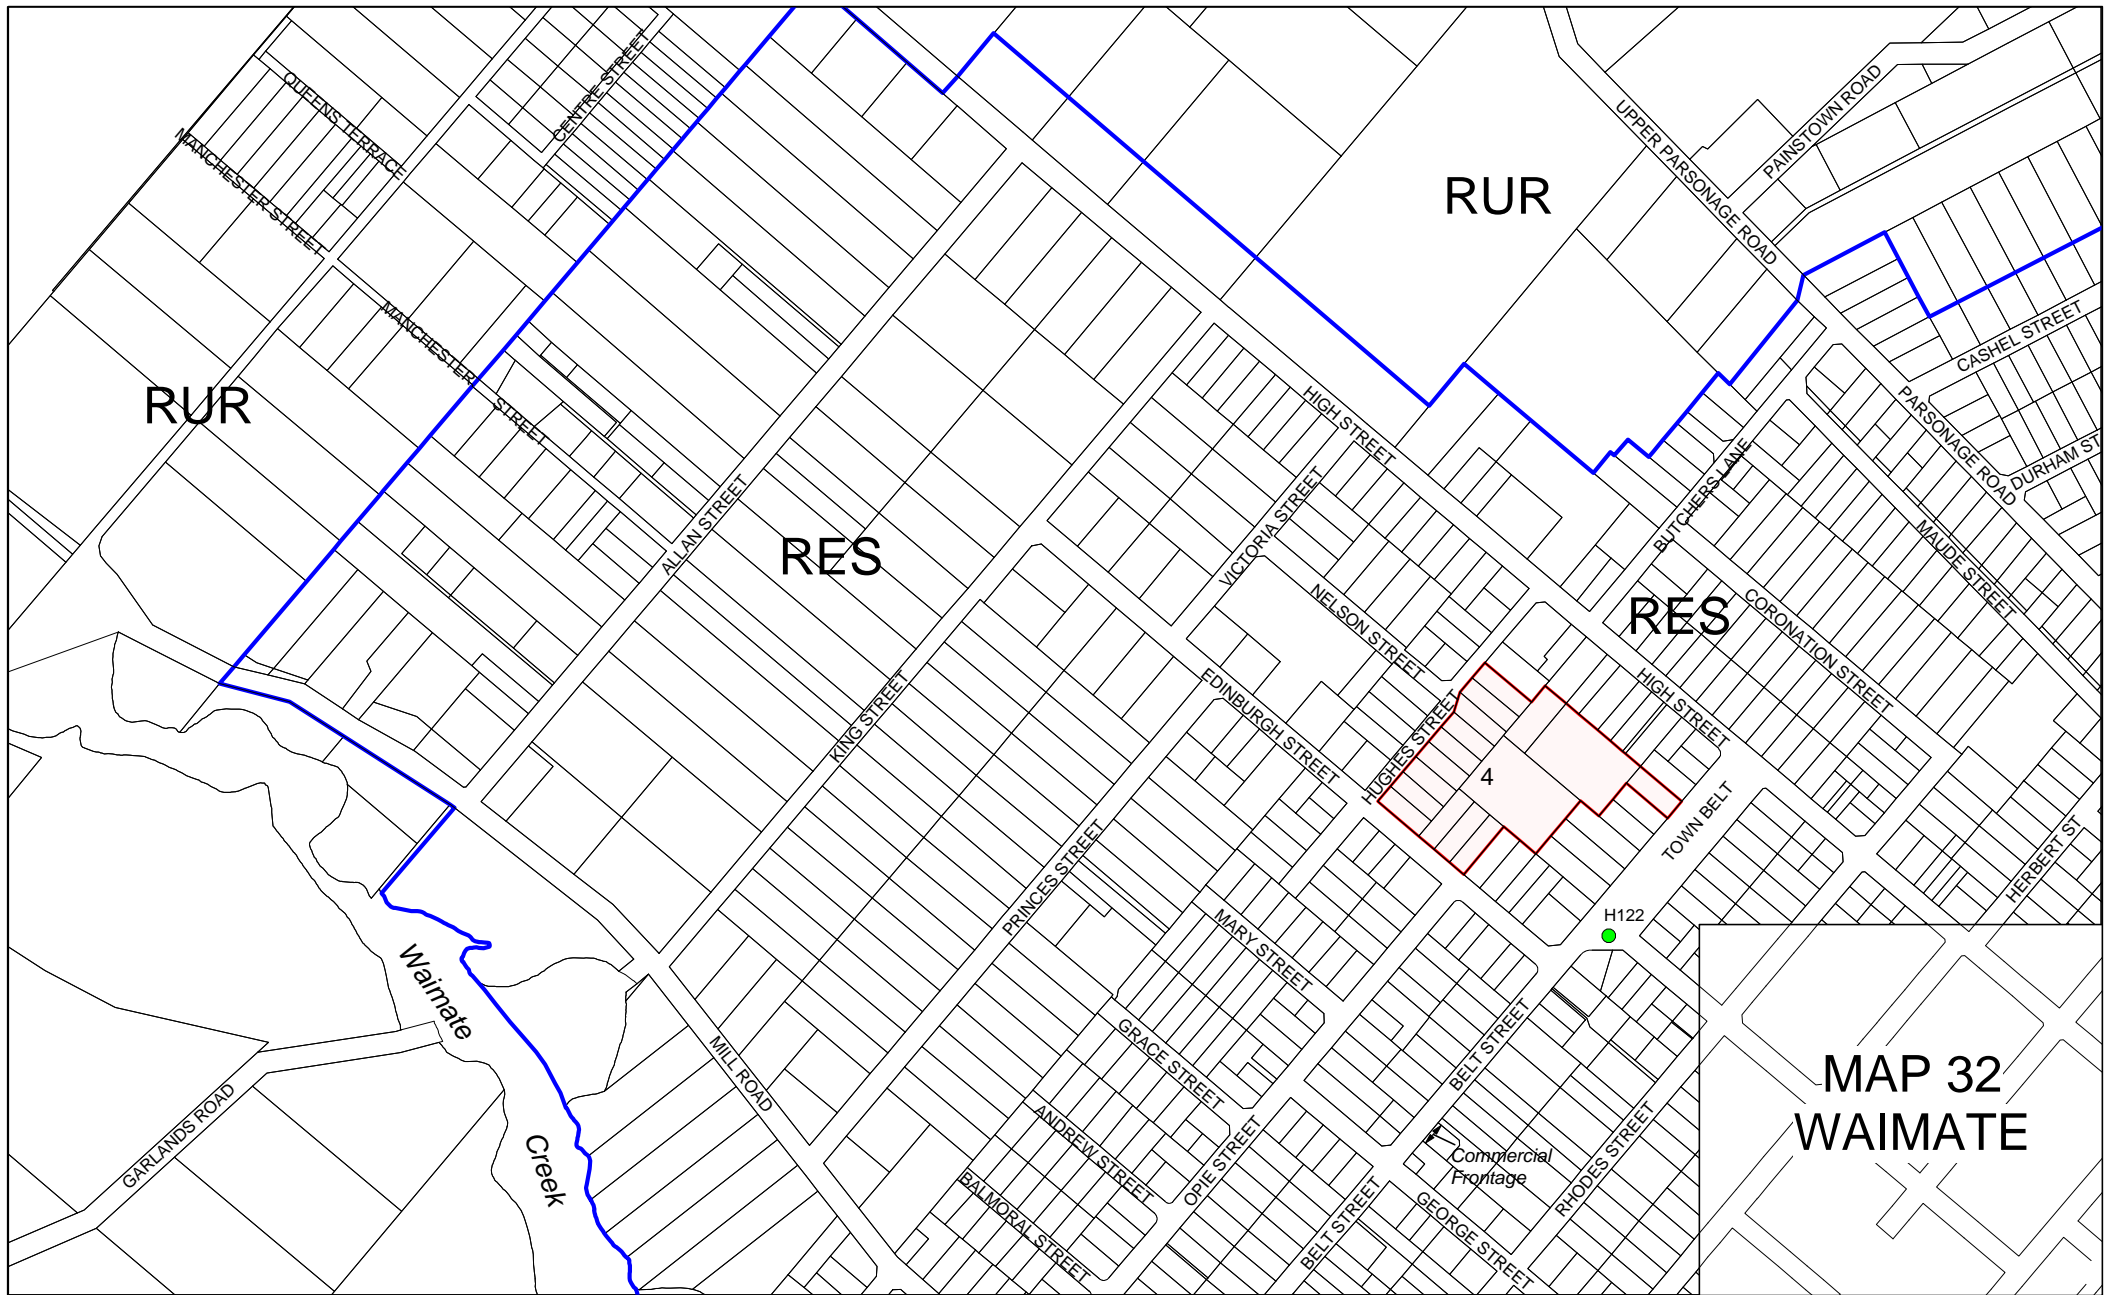 QUEENS TERRACE
CENTRE STREET
MANCHESTER STREET
UPPER PARSONAGE ROAD
PAINSTOWN ROAD
RUR
MANCHESTER
STREET
RUR
CASHEL STREET
PARSONAGE ROAD
DURHAM ST
HIGH STREET
BUTCHERS LANE
VICTORIA STREET
ALLAN STREET
RES
MAUDE STREET
NELSON STREET
RES
CORONATION STREET
EDINBURGH STREET
KING STREET
HUGHES STREET
HIGH STREET
4
TOWN BELT
HERBERT ST
PRINCES STREET
MARY STREET
H122
Waimate
Creek
GRACE STREET
BELT STREET
MILL ROAD
MAP 32
WAIMATE
GARLANDS ROAD
ANDREW STREET
OPIE STREET
Commercial
Frontage
RHODES STREET
BALMORAL STREET
BELT STREET
GEORGE STREET